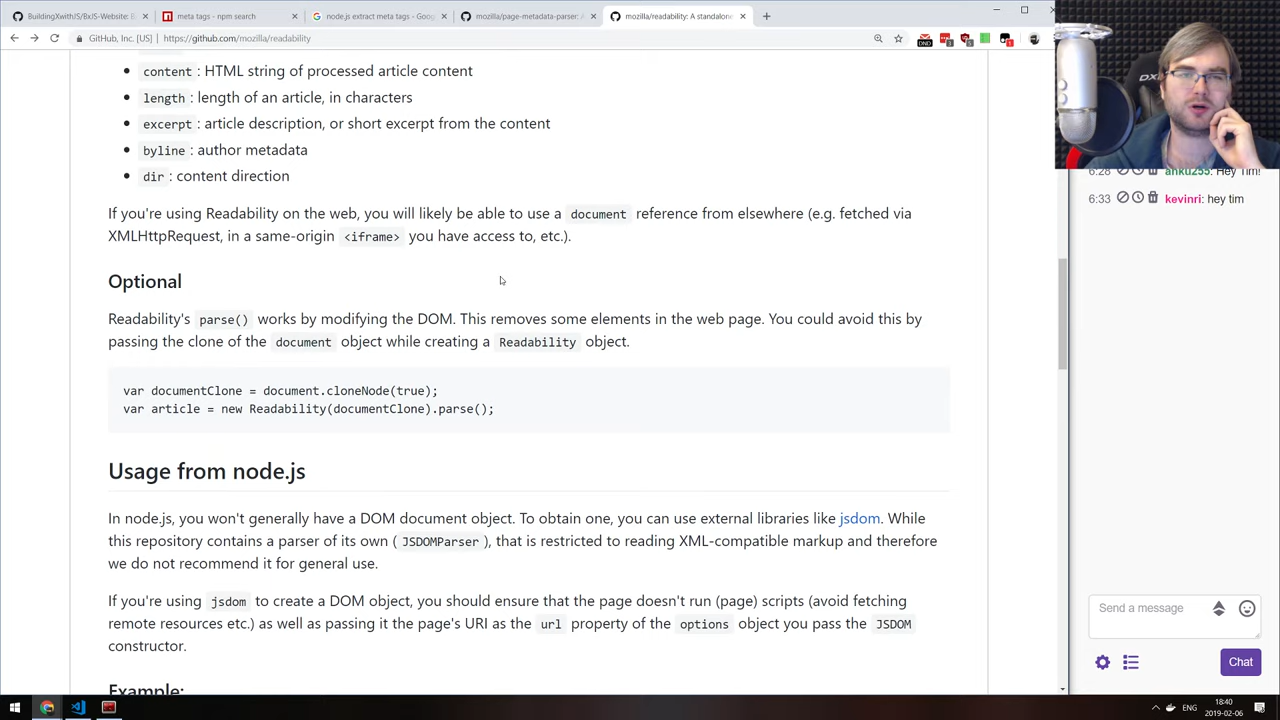 BuildingXwithJS/BxJS-Website: B
meta tags - npm search
node.js extract meta tags - Goog
mozilla/page-metadata-parser: A
mozilla/readability: A standalone
GitHub, Inc. [US] https://github.com/mozilla/readability
content : HTML string of processed article content
length : length of an article, in characters
excerpt : article description, or short excerpt from the content
byline : author metadata
dir : content direction
If you're using Readability on the web, you will likely be able to use a document reference from elsewhere (e.g. fetched via
XMLHttpRequest, in a same-origin <iframe> you have access to, etc.).
Optional
Readability's parse() works by modifying the DOM. This removes some elements in the web page. You could avoid this by
passing the clone of the document object while creating a Readability object.
var documentClone = document.cloneNode(true);
var article = new Readability(documentClone).parse();
Usage from node.js
In node.js, you won't generally have a DOM document object. To obtain one, you can use external libraries like jsdom. While
this repository contains a parser of its own ( JSDOMParser ), that is restricted to reading XML-compatible markup and therefore
we do not recommend it for general use.
If you're using jsdom to create a DOM object, you should ensure that the page doesn't run (page) scripts (avoid fetching
remote resources etc.) as well as passing it the page's URI as the url property of the options object you pass the JSDOM
constructor.
Example:
6:28 anku255: Hey Tim!
6:33 kevinri: hey tim
Send a message
Chat
ENG
18:40
2019-02-06